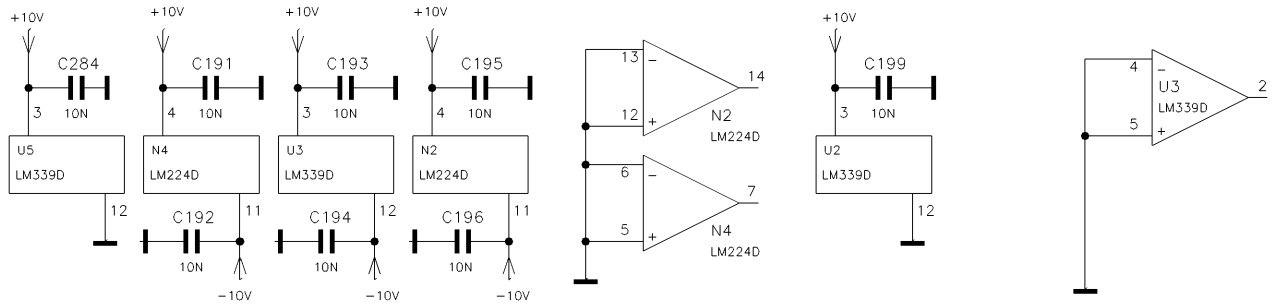 +10V
C284
10N
3
U5
LM339D
12
+10V
C191
10N
4
N4
LM224D
11
C192
10N
-10V
+10V
C193
10N
3
U3
LM339D
12
C194
10N
-10V
+10V
C195
10N
4
N2
LM224D
11
C196
10N
-10V
13
-
14
12
+
N2
LM224D
6
-
7
5
+
N4
LM224D
+10V
C199
10N
3
U2
LM339D
12
4
-
U3
2
LM339D
5
+